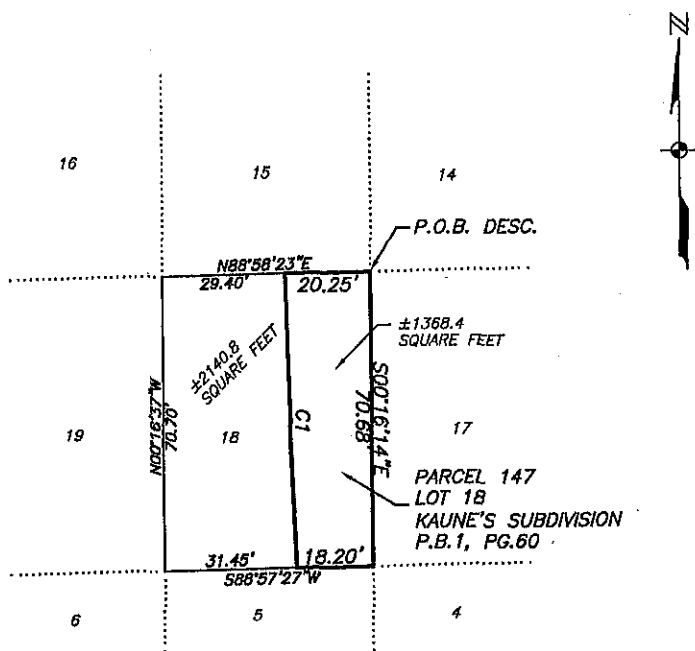 N
16
15
14
P.O.B. DESC.
N88°58'23"E
29.40'
20.25'
±1368.4
SQUARE FEET
±2140.8
SQUARE FEET
N00°16'37"W
70.70'
S00°16'14"E
70.68'
C1
19
18
17
PARCEL 147
LOT 18
KAUNE'S SUBDIVISION
P.B.1, PG.60
31.45'
18.20'
S88°57'27"W
6
5
4